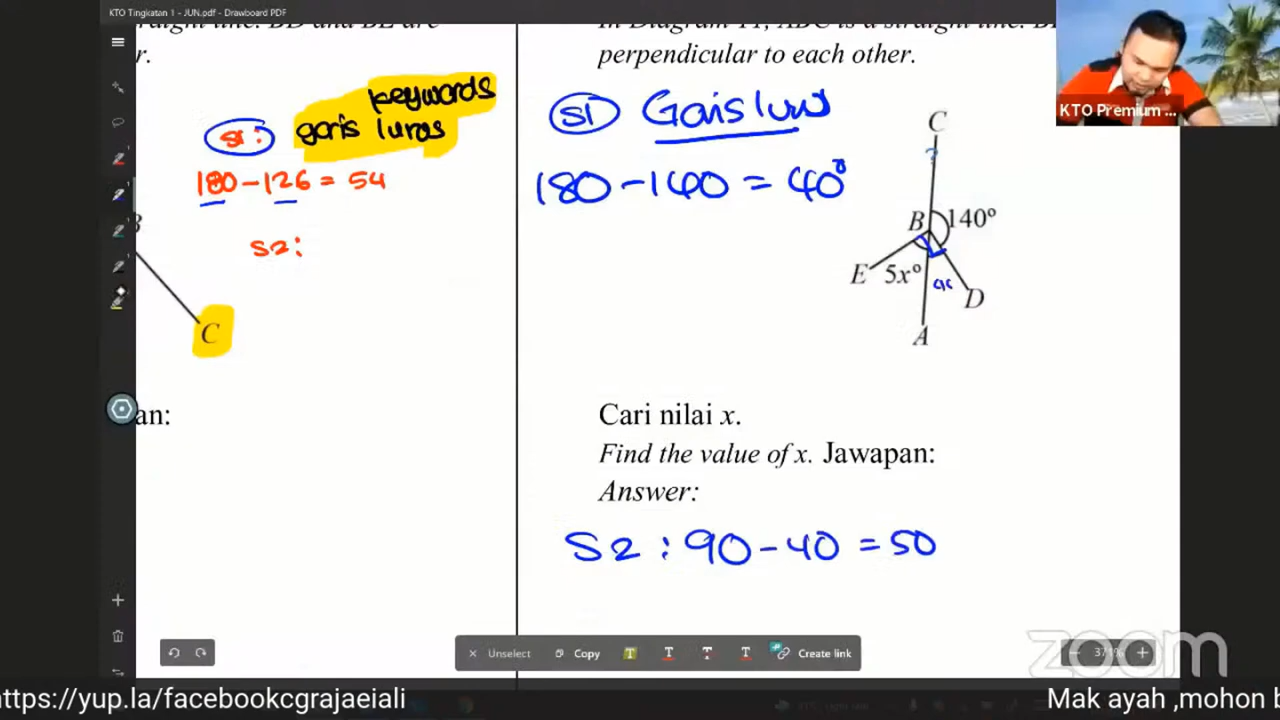 KTO Tingkatan 1 - JUN.pdf - Drawboard PDF
r.
keywords
S1: garis lurus
180 - 126 = 54
S2:
C
an:
perpendicular to each other.
S1 Garis lurus
180 - 140 = 40°
C
?
B 140°
E 5x°
D
A
Cari nilai x.
Find the value of x. Jawapan:
Answer:
S2 : 90 - 40 = 50
KTO Premium ...
Unselect Copy T T T T Create link
371%
zoom
https://yup.la/facebookcgrajaeiali
Mak ayah ,mohon b